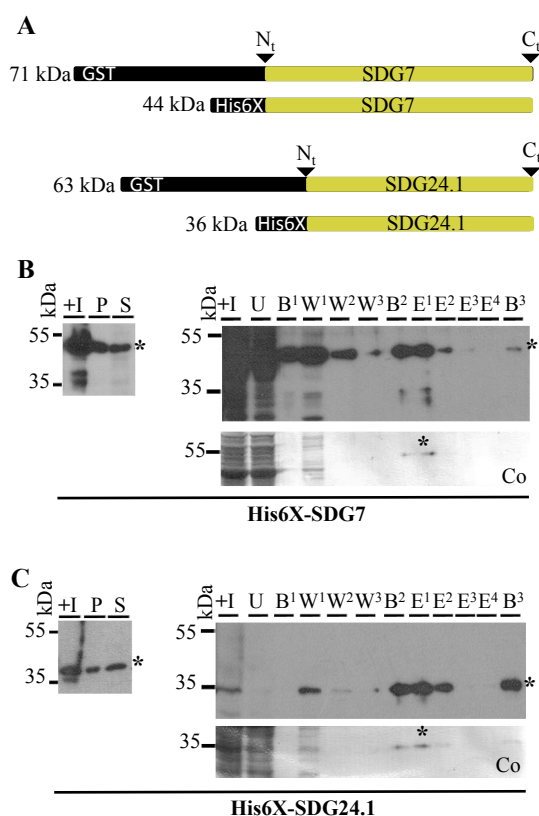 A
Nt Ct
71 kDa GST SDG7
44 kDa His6X SDG7
Nt Ct
63 kDa GST SDG24.1
36 kDa His6X SDG24.1
B
kDa +I P S kDa +I U B1 W1 W2 W3 B2 E1 E2 E3 E4 B3
55 * 55 *
35 35
55 * Co
His6X-SDG7
C
kDa +I P S kDa +I U B1 W1 W2 W3 B2 E1 E2 E3 E4 B3
55 * 55
35 35 *
35 * Co
His6X-SDG24.1